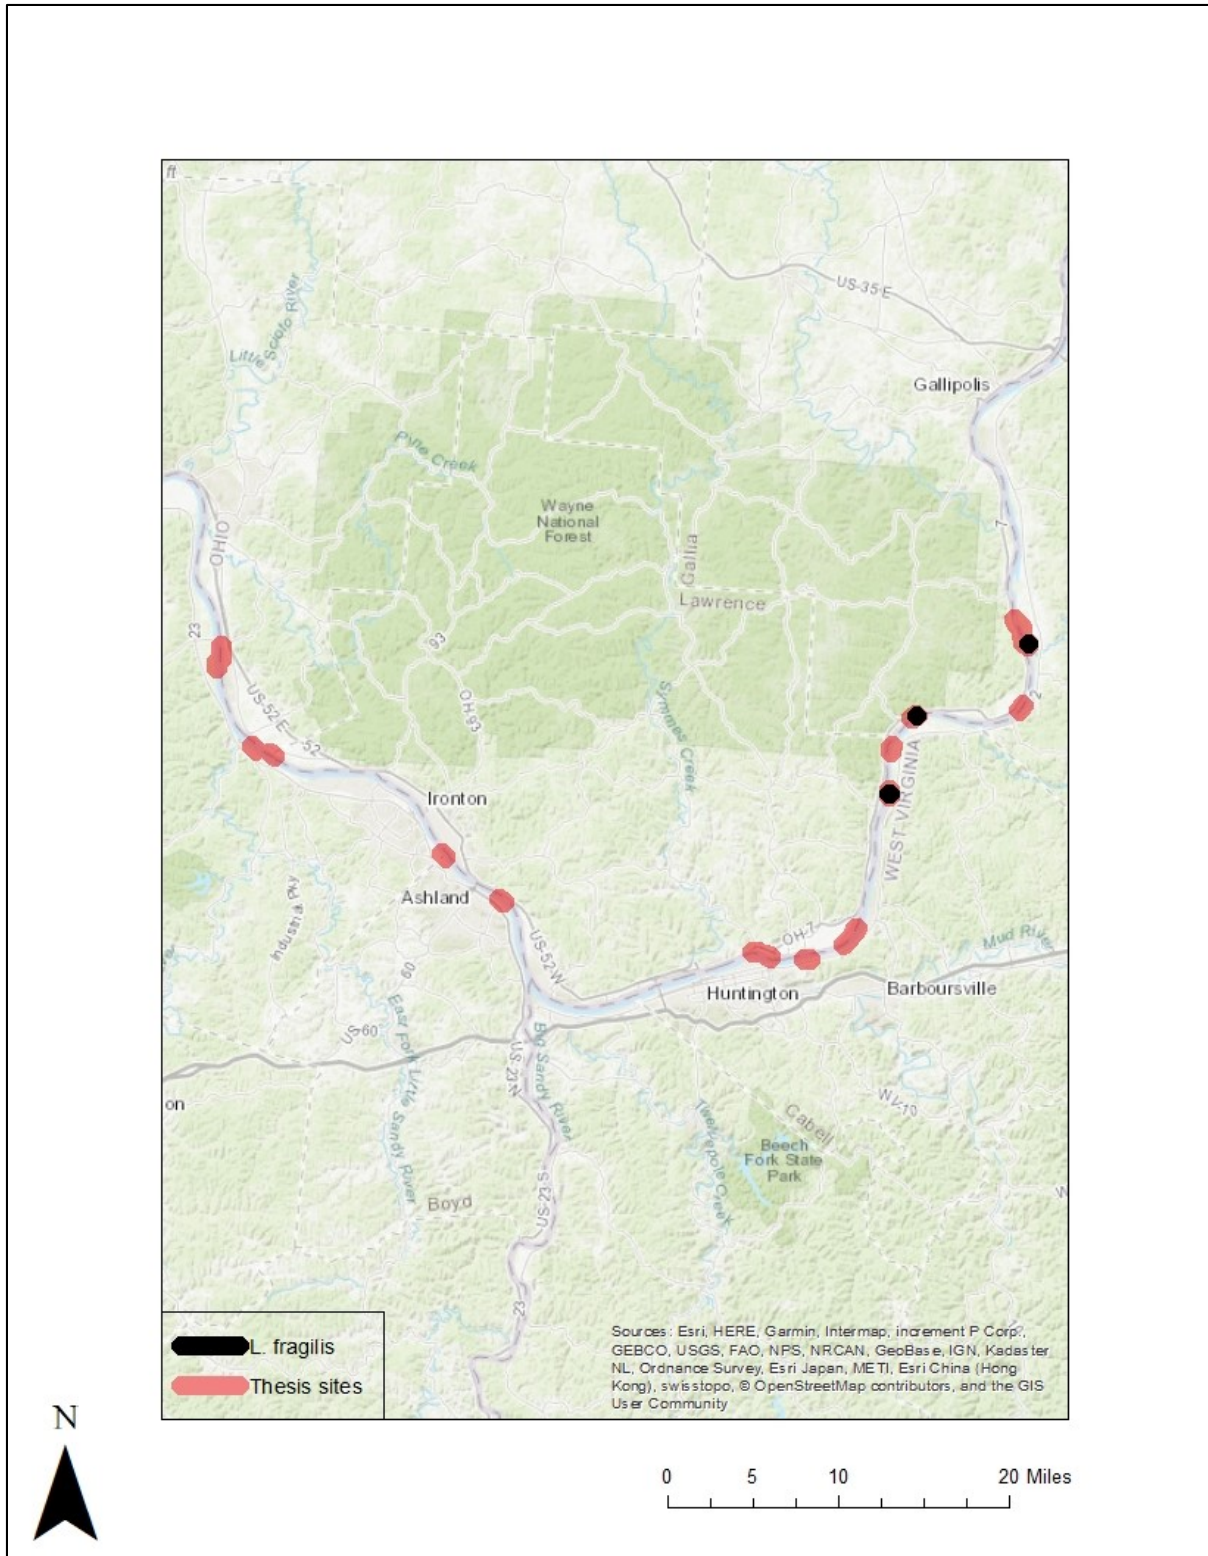 ft
US-35 E
Little Scioto River
Gallipolis
Pine Creek
Wayne
National
Forest
OHIO
7
Gallia
Lawrence
23
93
US-52 E
52
OH-93
Symmes Creek
2
WEST VIRGINIA
Ironton
Ashland
Industrial Pky
60
US-52 W
OH-7
Mud River
Huntington
Barboursville
US-60
East Fork Little Sandy River
US-23 N
Big Sandy River
on
WV-10
Twelvepole Creek
Cabell
Beech
Fork State
Park
W
Boyd
US-23 S
23
L. fragilis
Thesis sites
Sources: Esri, HERE, Garmin, Intermap, increment P Corp.,
GEBCO, USGS, FAO, NPS, NRCAN, GeoBase, IGN, Kadaster
NL, Ordnance Survey, Esri Japan, METI, Esri China (Hong
Kong), swisstopo, © OpenStreetMap contributors, and the GIS
User Community
N
0 5 10 20 Miles